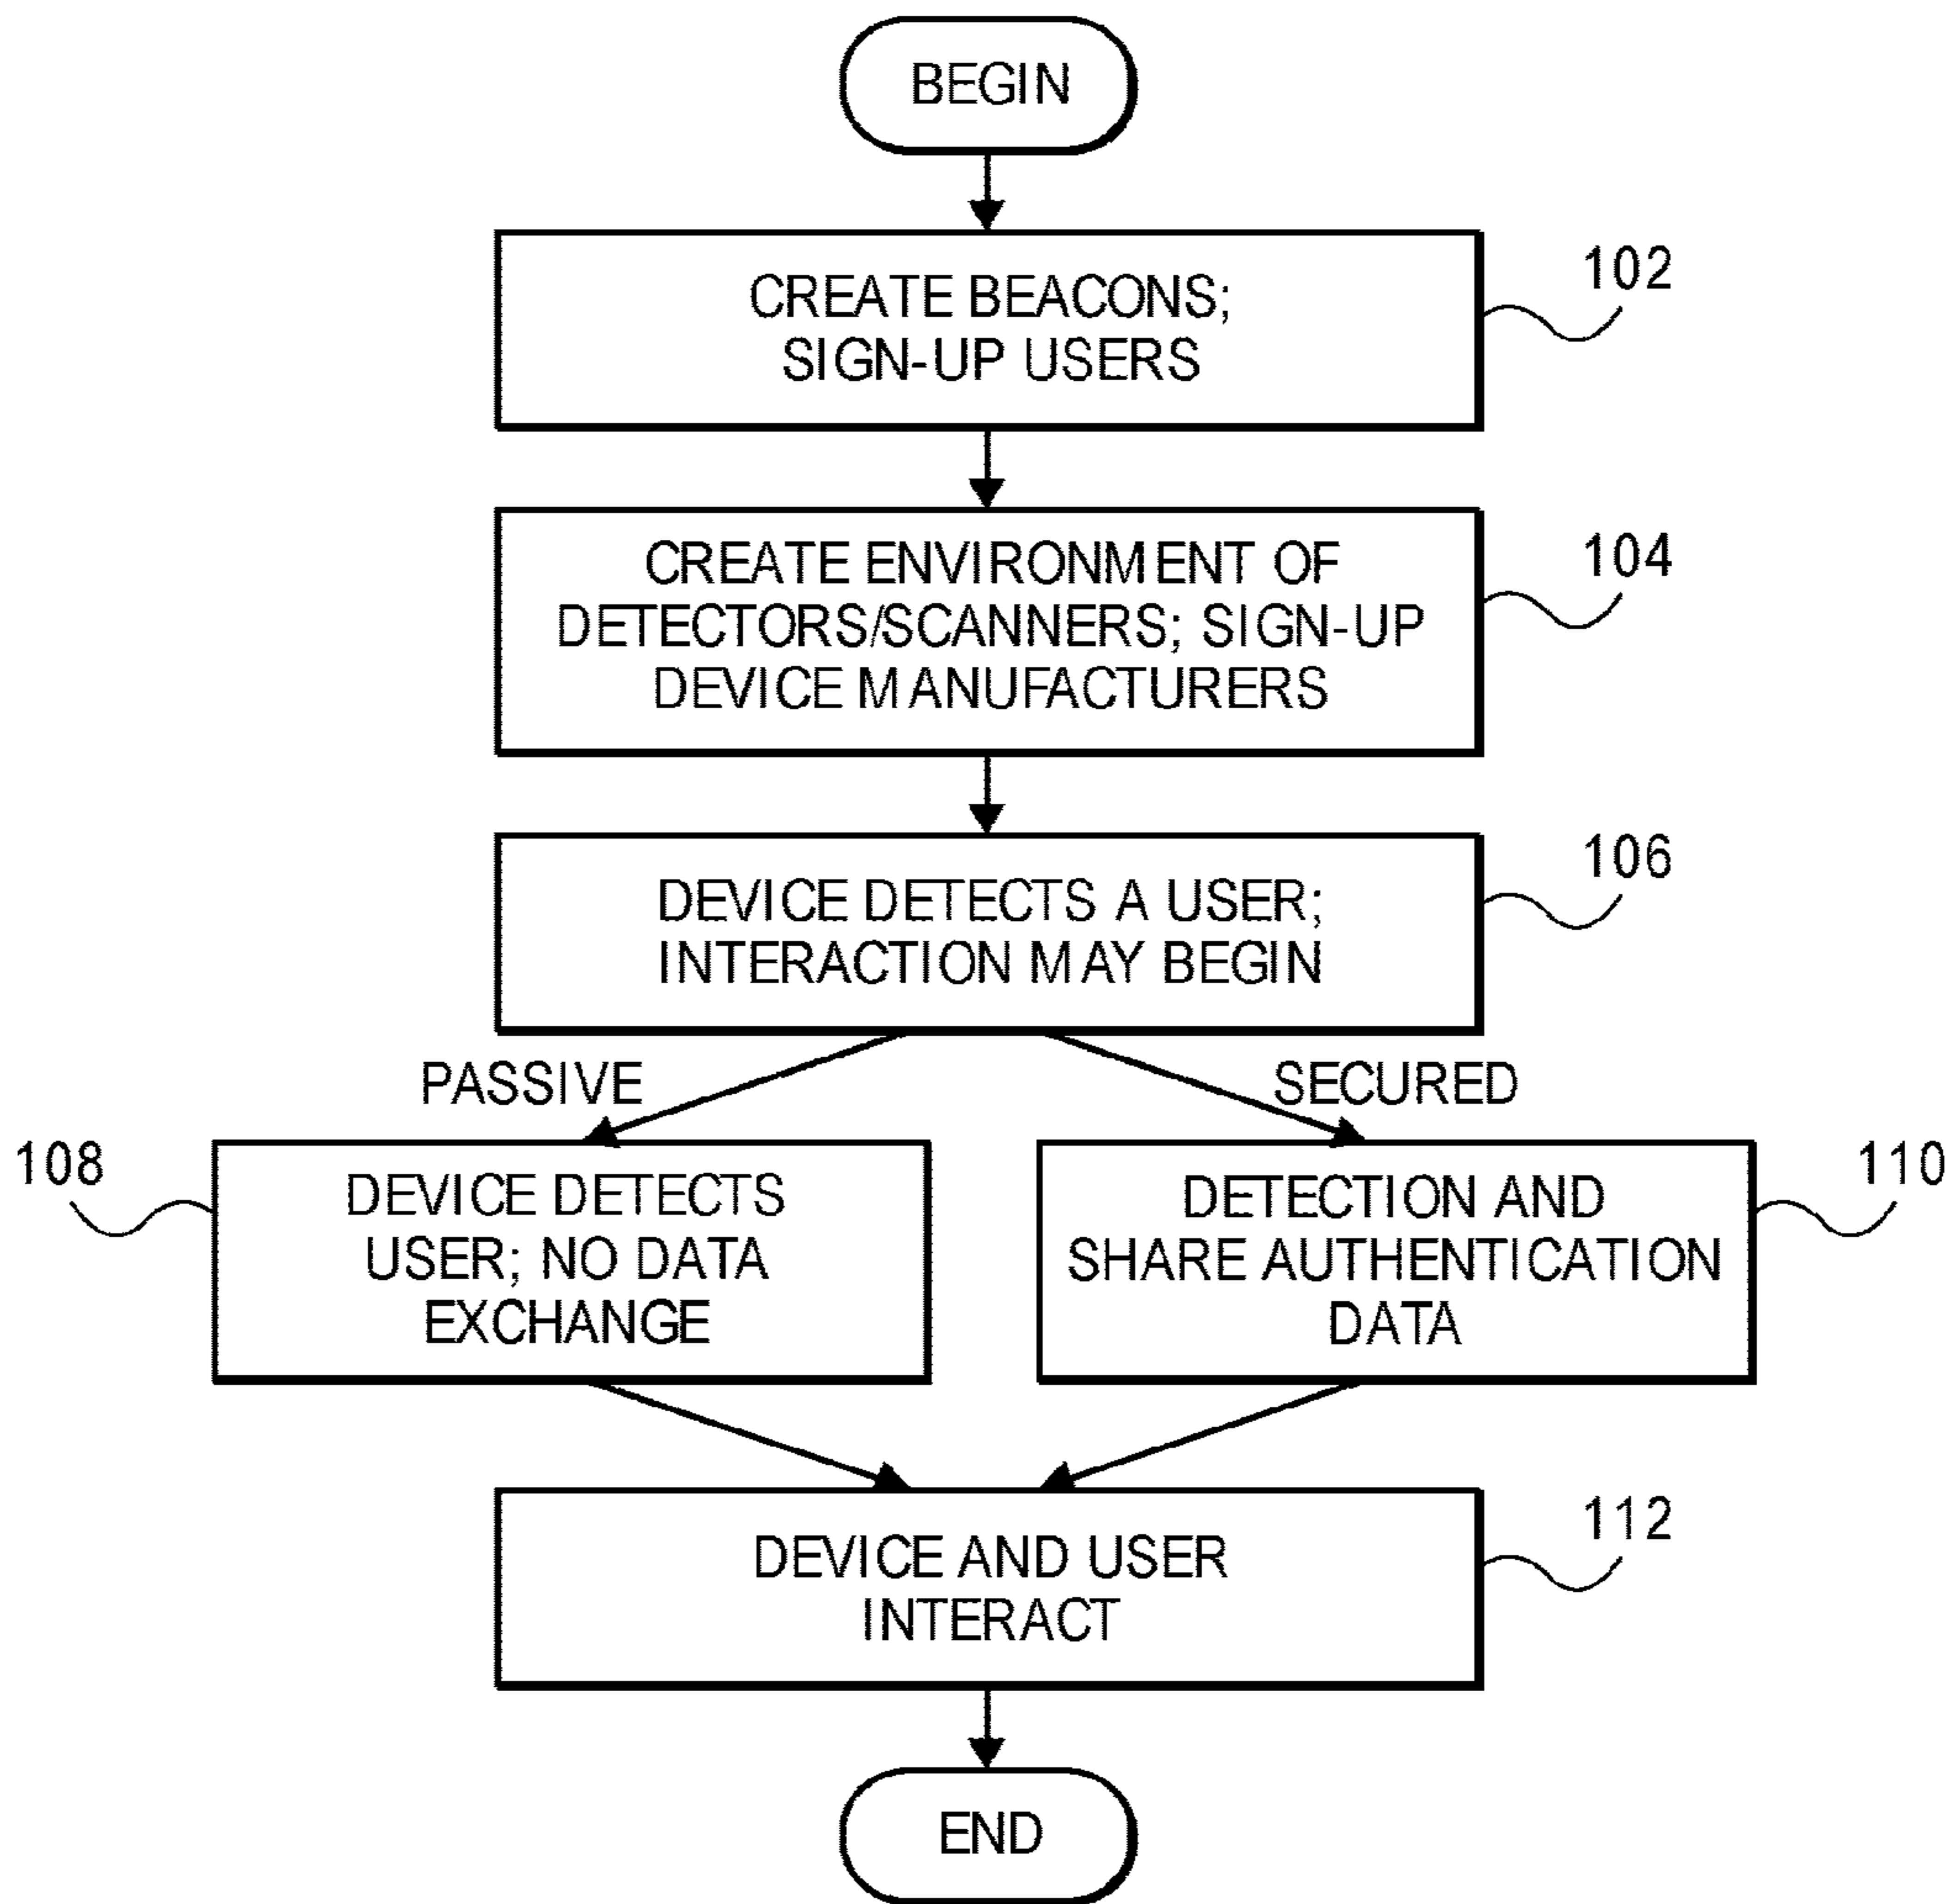 BEGIN
CREATE BEACONS;
SIGN-UP USERS
102
CREATE ENVIRONMENT OF
DETECTORS/SCANNERS; SIGN-UP
DEVICE MANUFACTURERS
104
DEVICE DETECTS A USER;
INTERACTION MAY BEGIN
106
PASSIVE
SECURED
108
DEVICE DETECTS
USER; NO DATA
EXCHANGE
DETECTION AND
SHARE AUTHENTICATION
DATA
110
DEVICE AND USER
INTERACT
112
END